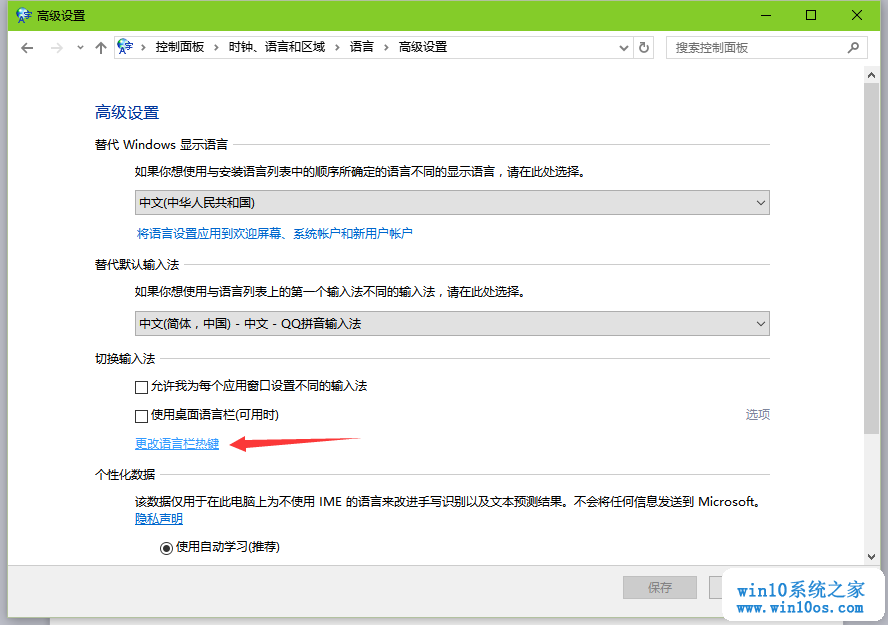 高级设置
控制面板 › 时钟、语言和区域 › 语言 › 高级设置
搜索控制面板
高级设置
替代 Windows 显示语言
如果你想使用与安装语言列表中的顺序所确定的语言不同的显示语言，请在此处选择。
中文(中华人民共和国)
将语言设置应用到欢迎屏幕、系统帐户和新用户帐户
替代默认输入法
如果你想使用与语言列表上的第一个输入法不同的输入法，请在此处选择。
中文(简体，中国) - 中文 - QQ拼音输入法
切换输入法
允许我为每个应用窗口设置不同的输入法
使用桌面语言栏(可用时)
选项
更改语言栏热键
个性化数据
该数据仅用于在此电脑上为不使用 IME 的语言来改进手写识别以及文本预测结果。不会将任何信息发送到 Microsoft。
隐私声明
使用自动学习(推荐)
保存
win10系统之家
www.win10os.com